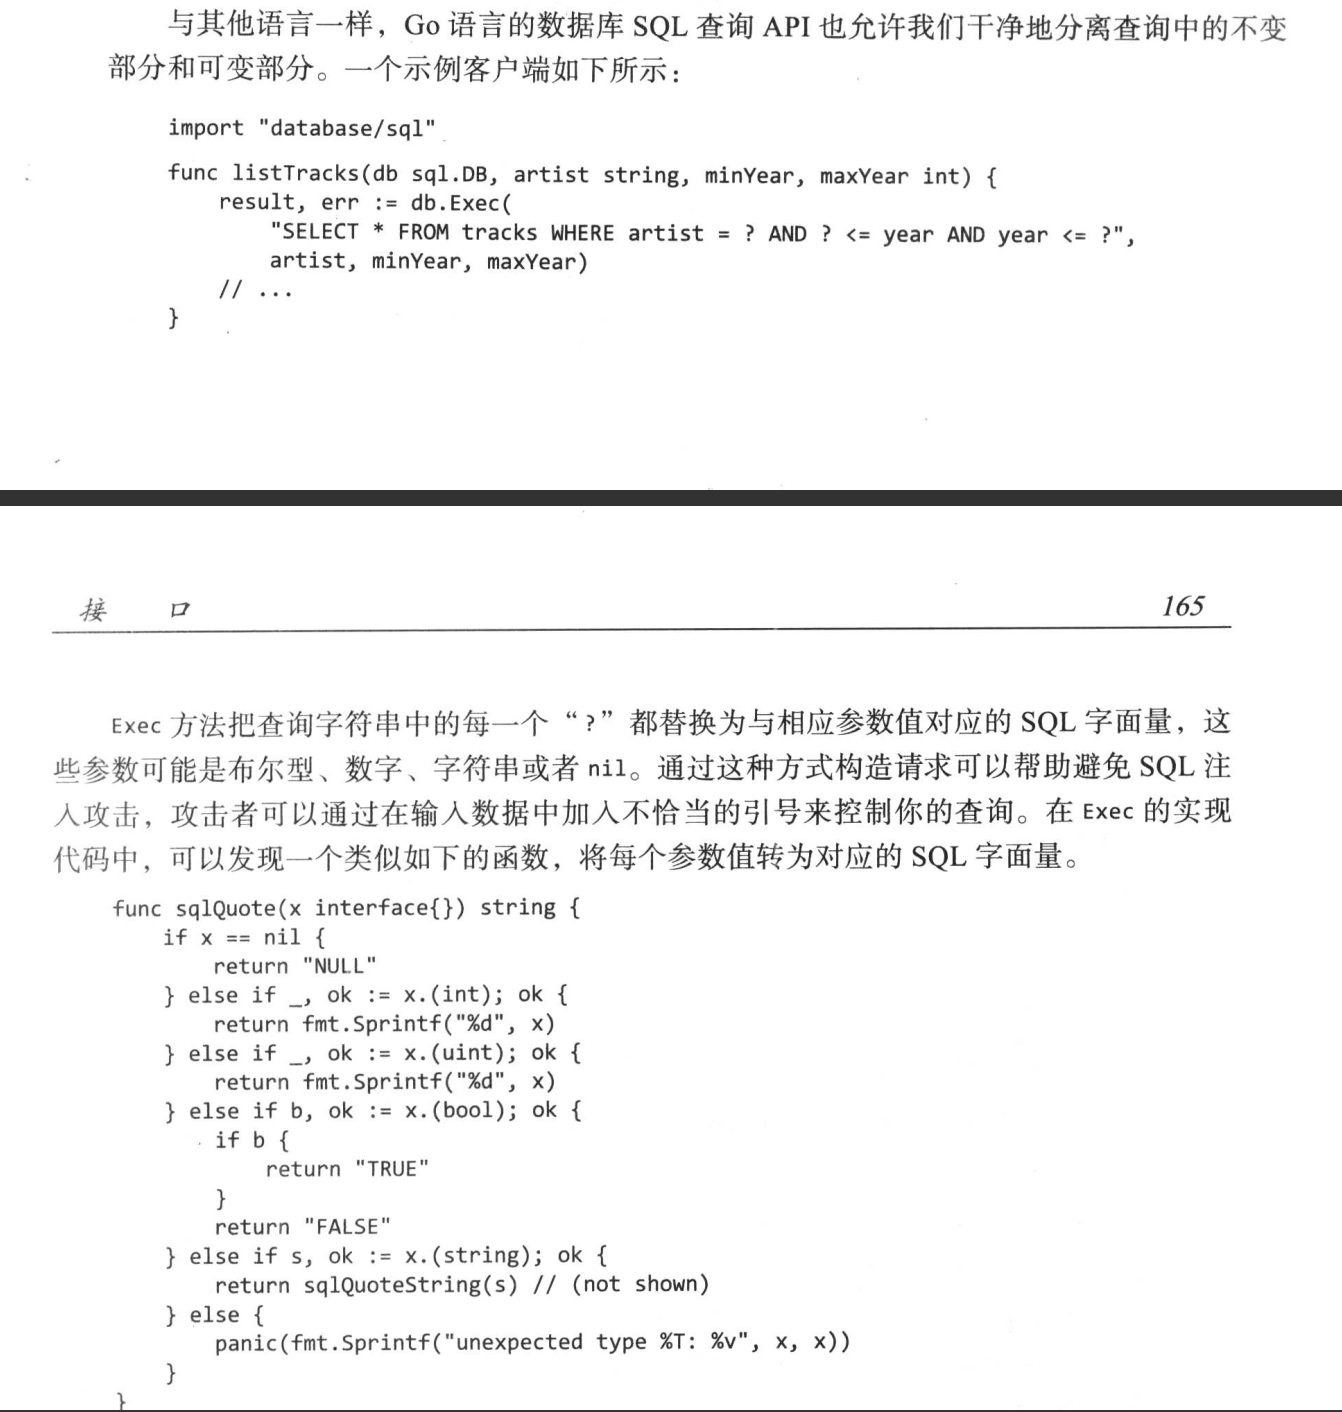 与其他语言一样，Go 语言的数据库 SQL 查询 API 也允许我们干净地分离查询中的不变
部分和可变部分。一个示例客户端如下所示：
import "database/sql"
func listTracks(db sql.DB, artist string, minYear, maxYear int) {
    result, err := db.Exec(
        "SELECT * FROM tracks WHERE artist = ? AND ? <= year AND year <= ?",
        artist, minYear, maxYear)
    // ...
}
接 口 165
Exec 方法把查询字符串中的每一个“?”都替换为与相应参数值对应的 SQL 字面量，这
些参数可能是布尔型、数字、字符串或者 nil。通过这种方式构造请求可以帮助避免 SQL 注
入攻击，攻击者可以通过在输入数据中加入不恰当的引号来控制你的查询。在 Exec 的实现
代码中，可以发现一个类似如下的函数，将每个参数值转为对应的 SQL 字面量。
func sqlQuote(x interface{}) string {
    if x == nil {
        return "NULL"
    } else if _, ok := x.(int); ok {
        return fmt.Sprintf("%d", x)
    } else if _, ok := x.(uint); ok {
        return fmt.Sprintf("%d", x)
    } else if b, ok := x.(bool); ok {
        if b {
            return "TRUE"
        }
        return "FALSE"
    } else if s, ok := x.(string); ok {
        return sqlQuoteString(s) // (not shown)
    } else {
        panic(fmt.Sprintf("unexpected type %T: %v", x, x))
    }
}